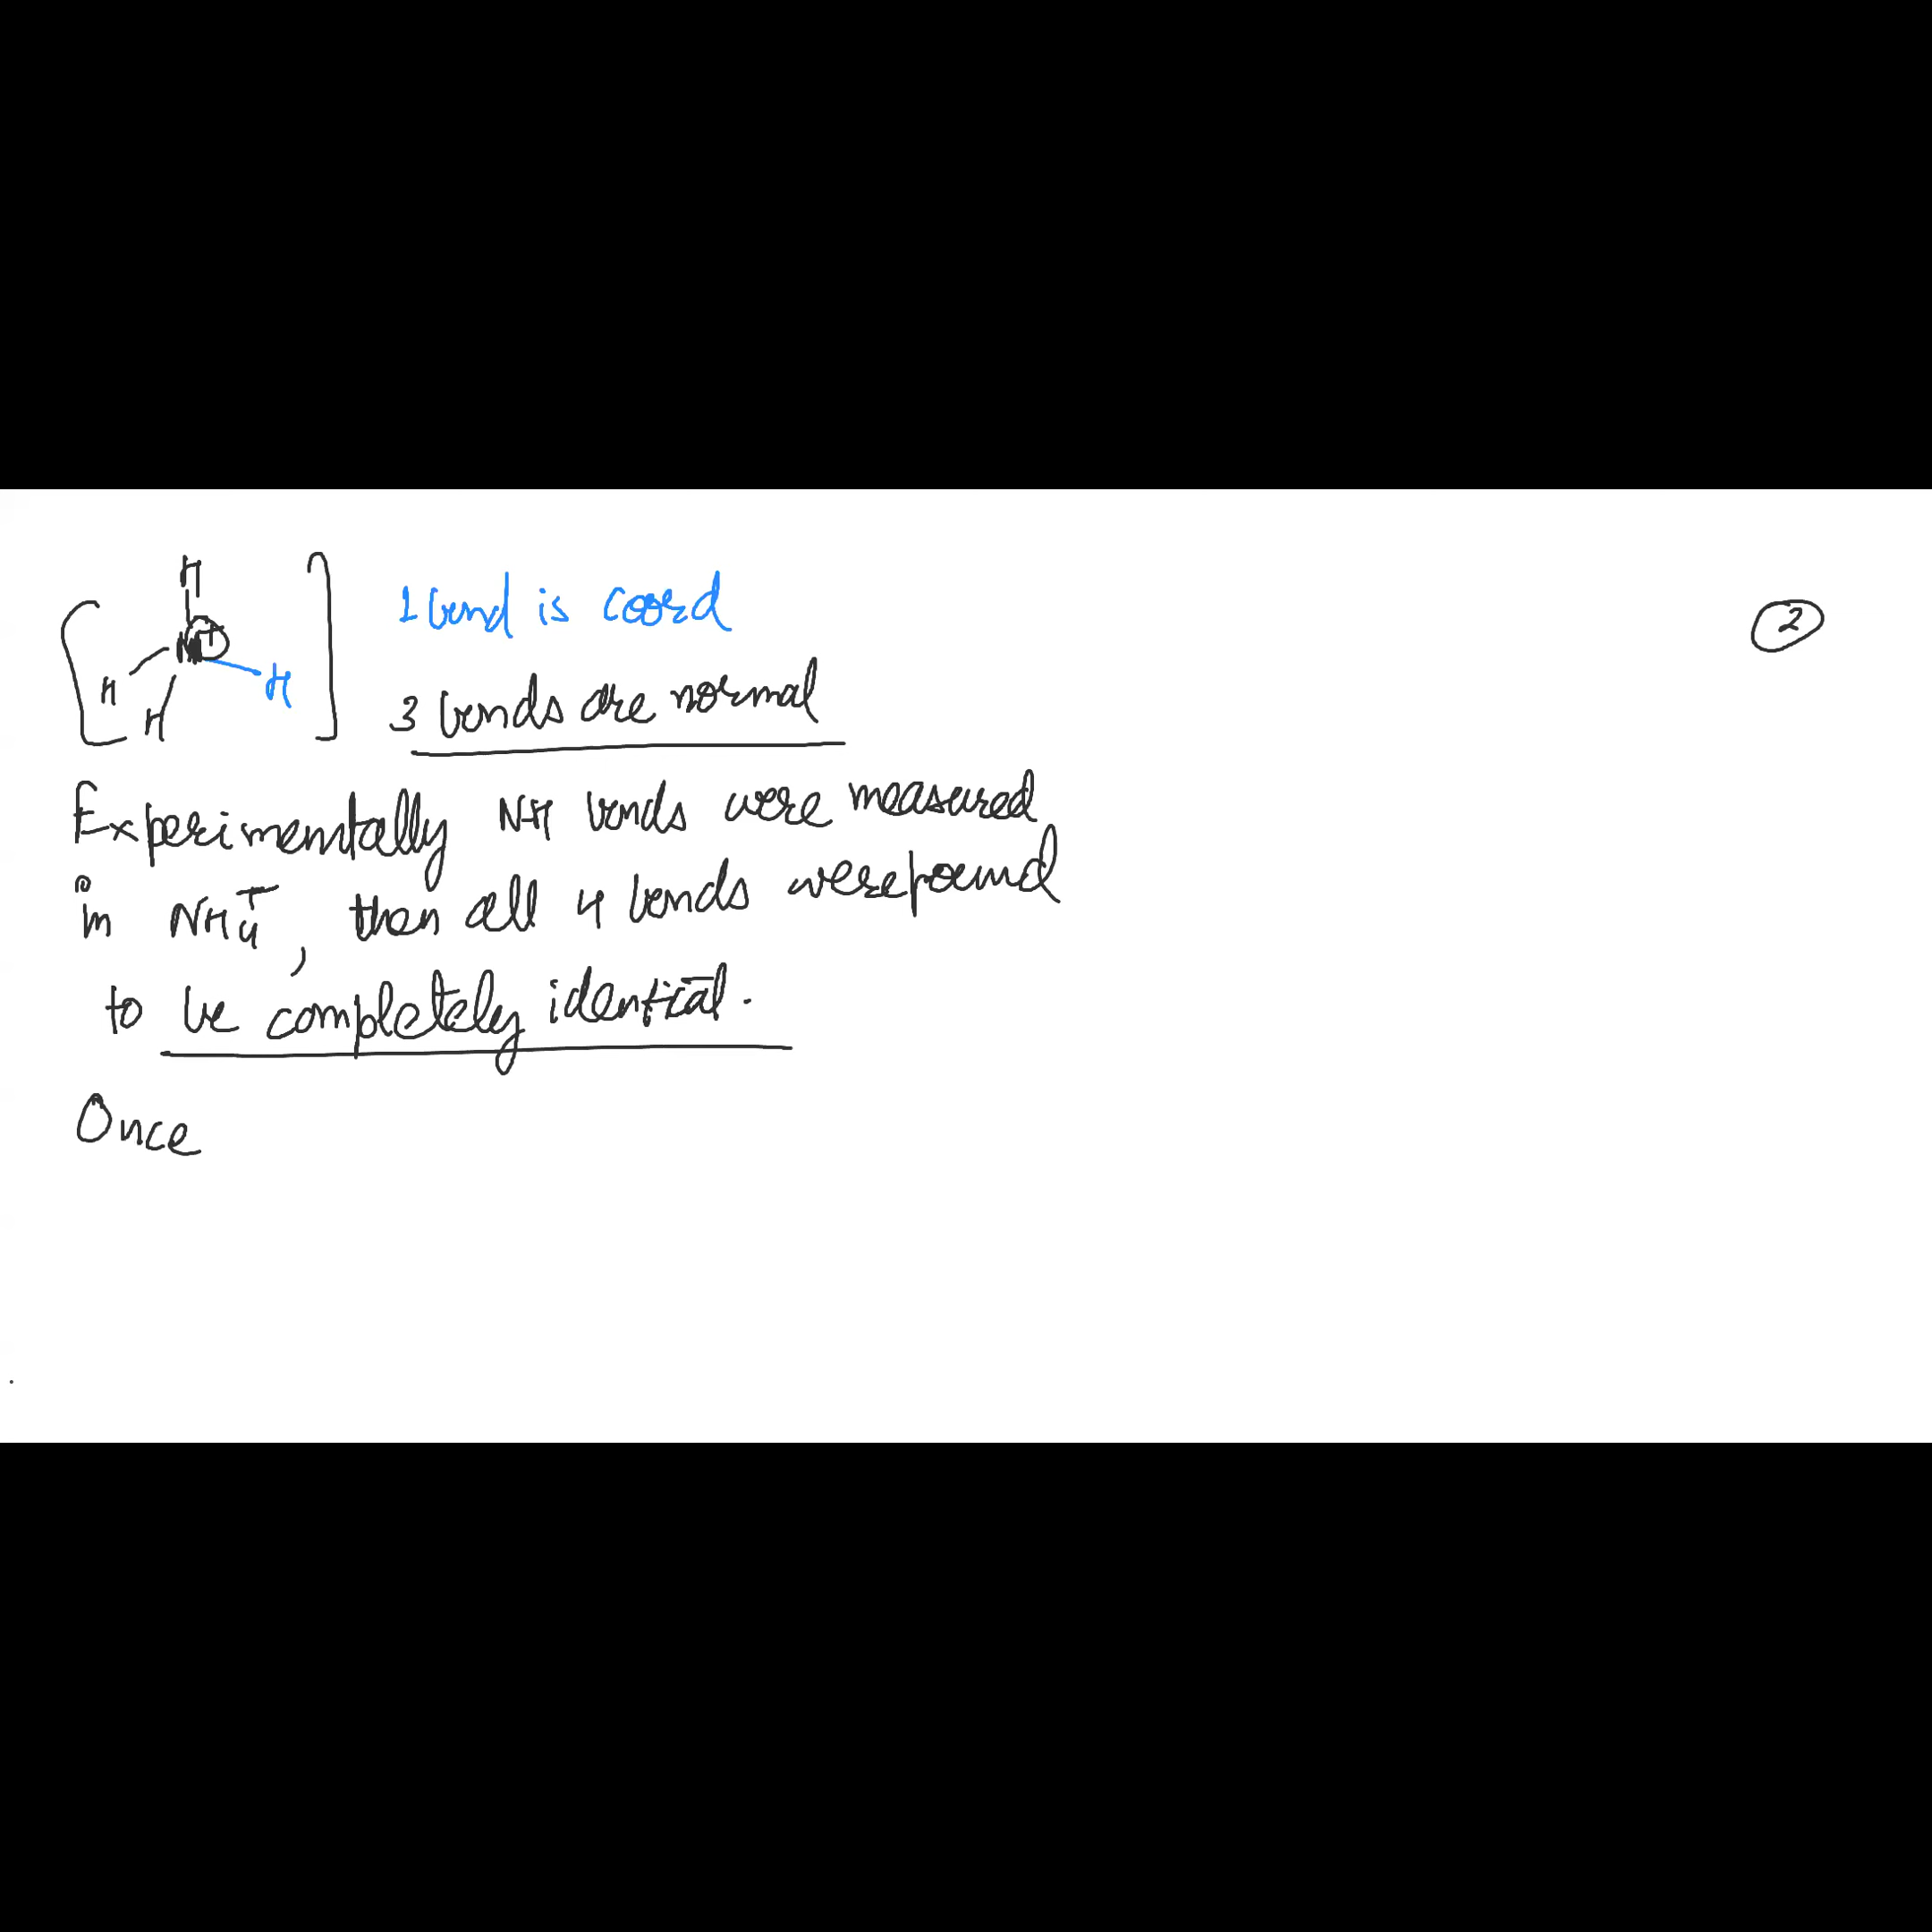 H
N+
H H
H
1 bond is coord
2
3 bonds are normal
Experimentally NH bonds were measured
in NH₄⁺, then all 4 bonds were found
to be completely identical.
Once